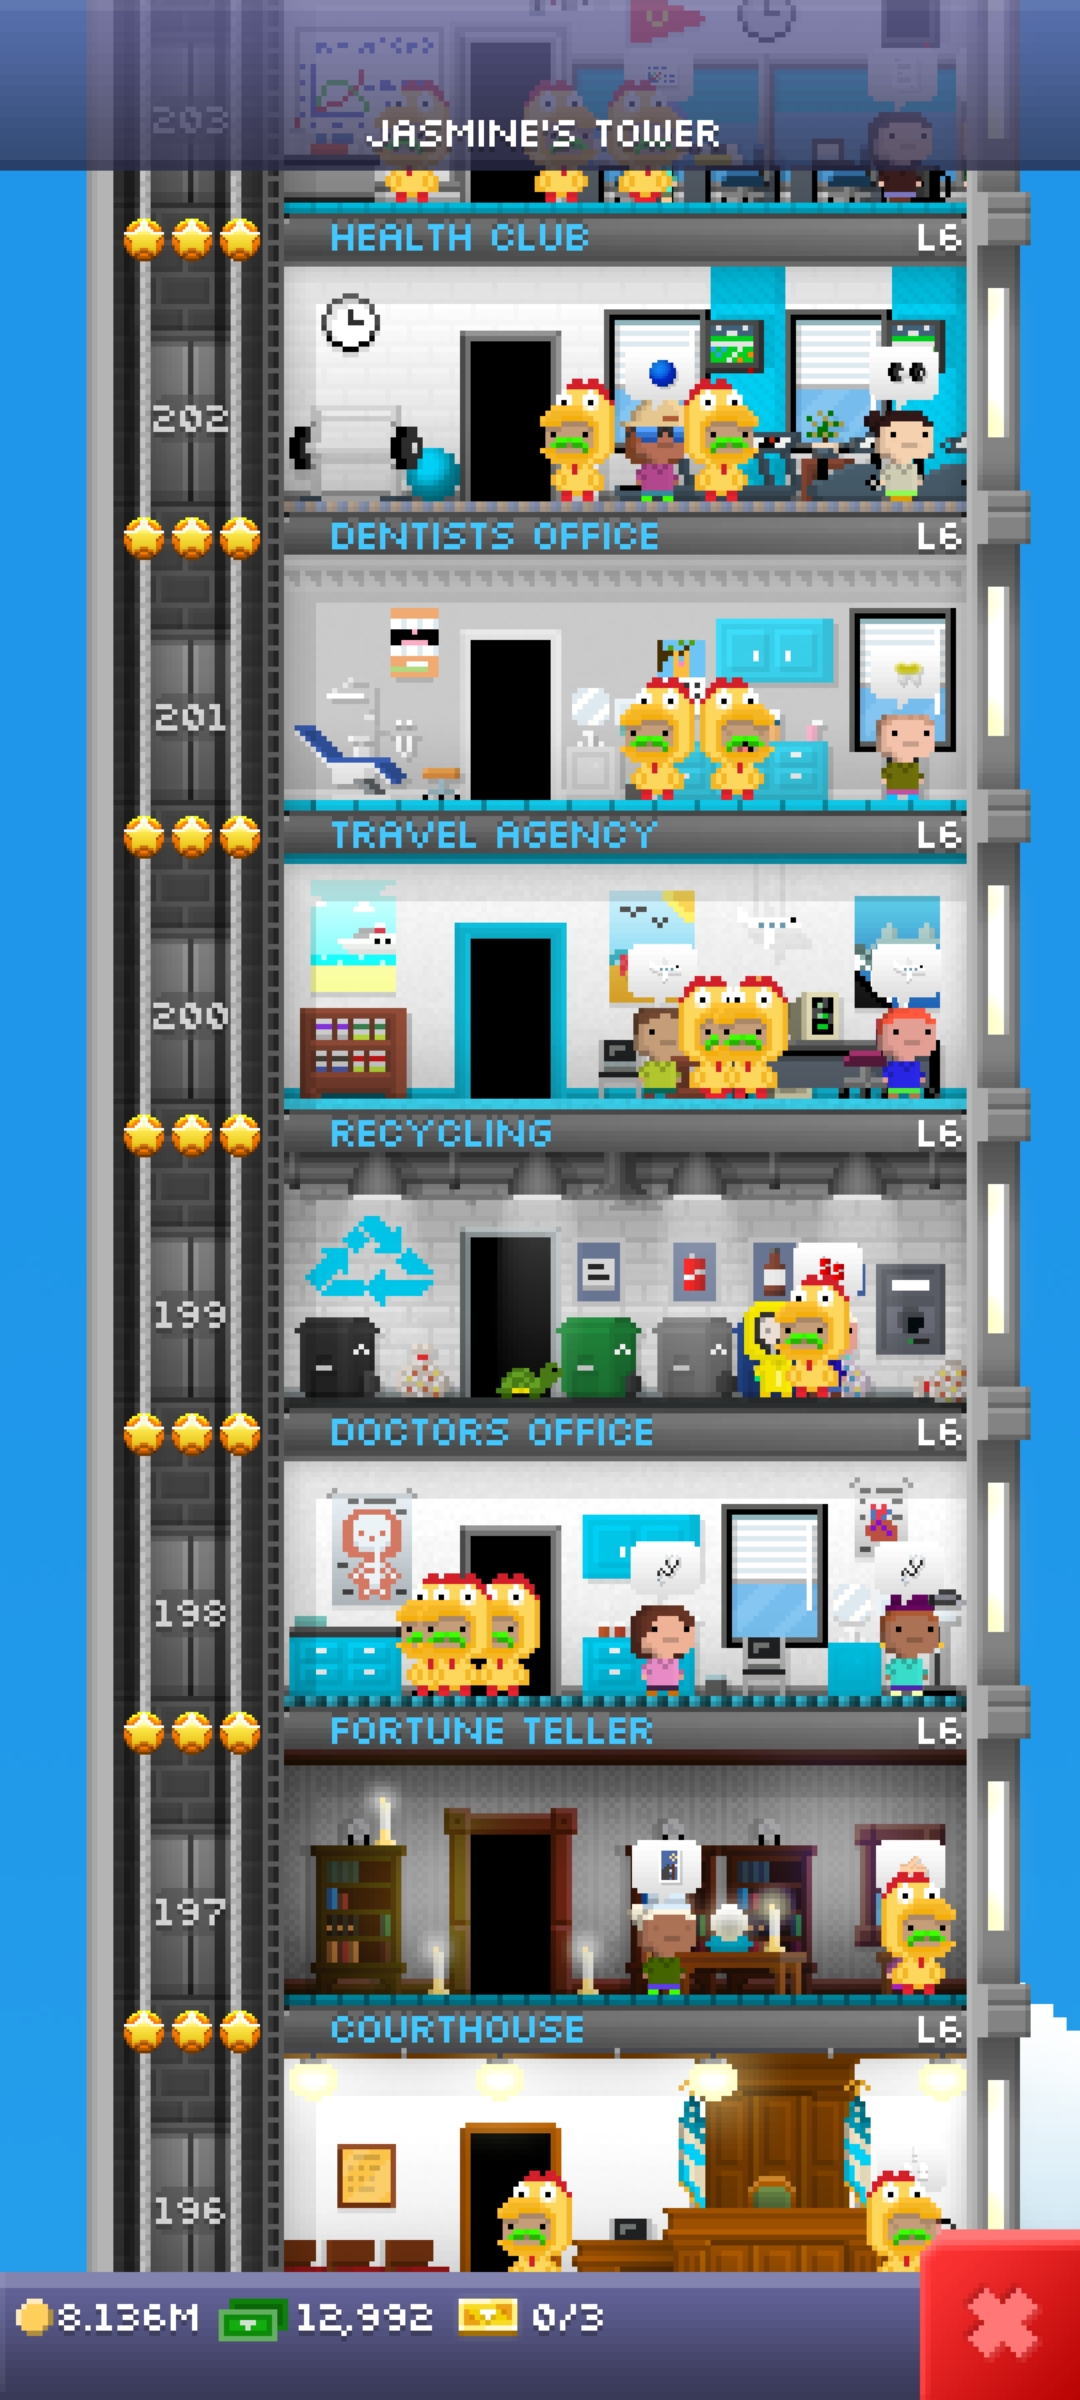 203
JASMINE'S TOWER
HEALTH CLUB L6
202
DENTISTS OFFICE L6
201
TRAVEL AGENCY L6
200
RECYCLING L6
199
DOCTORS OFFICE L6
198
FORTUNE TELLER L6
197
COURTHOUSE L6
196
8.136M 12,992 0/3